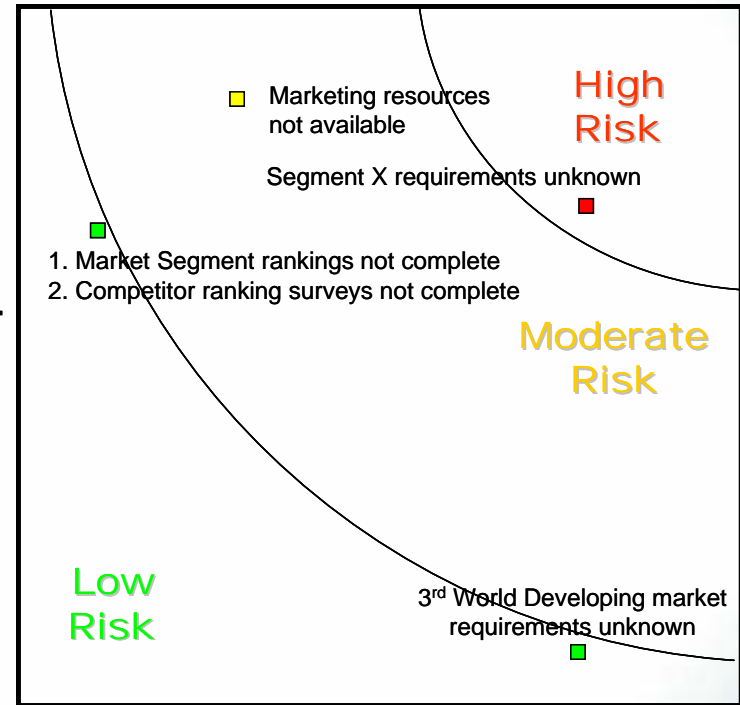 High
Risk
Marketing resources
not available
Segment X requirements unknown
1. Market Segment rankings not complete
2. Competitor ranking surveys not complete
Moderate
Risk
Low
Risk
3rd World Developing market
requirements unknown